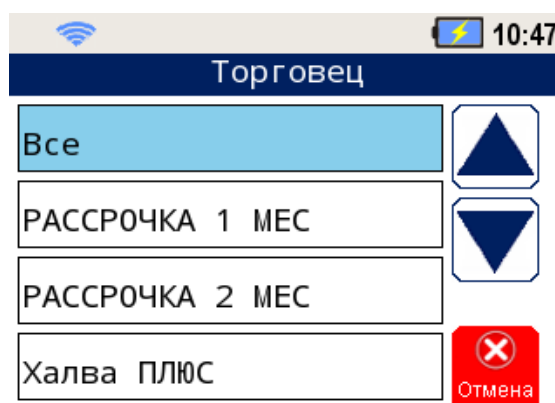 10:47
Торговец
Все
РАССРОЧКА 1 МЕС
РАССРОЧКА 2 МЕС
Халва ПЛЮС
Отмена